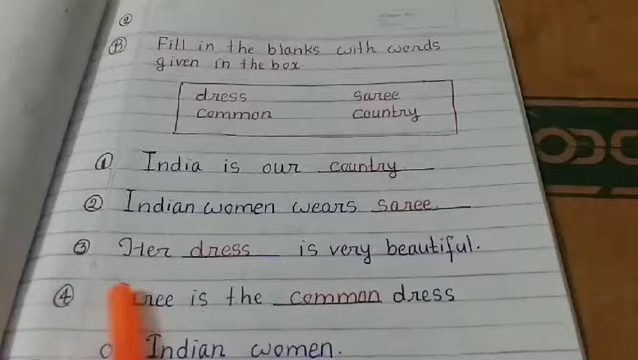 (B) Fill in the blanks with words
given in the box
dress saree
common country
(1) India is our country
(2) Indian women wears saree.
(3) Her dress is very beautiful.
(4) is the common dress
Indian women.